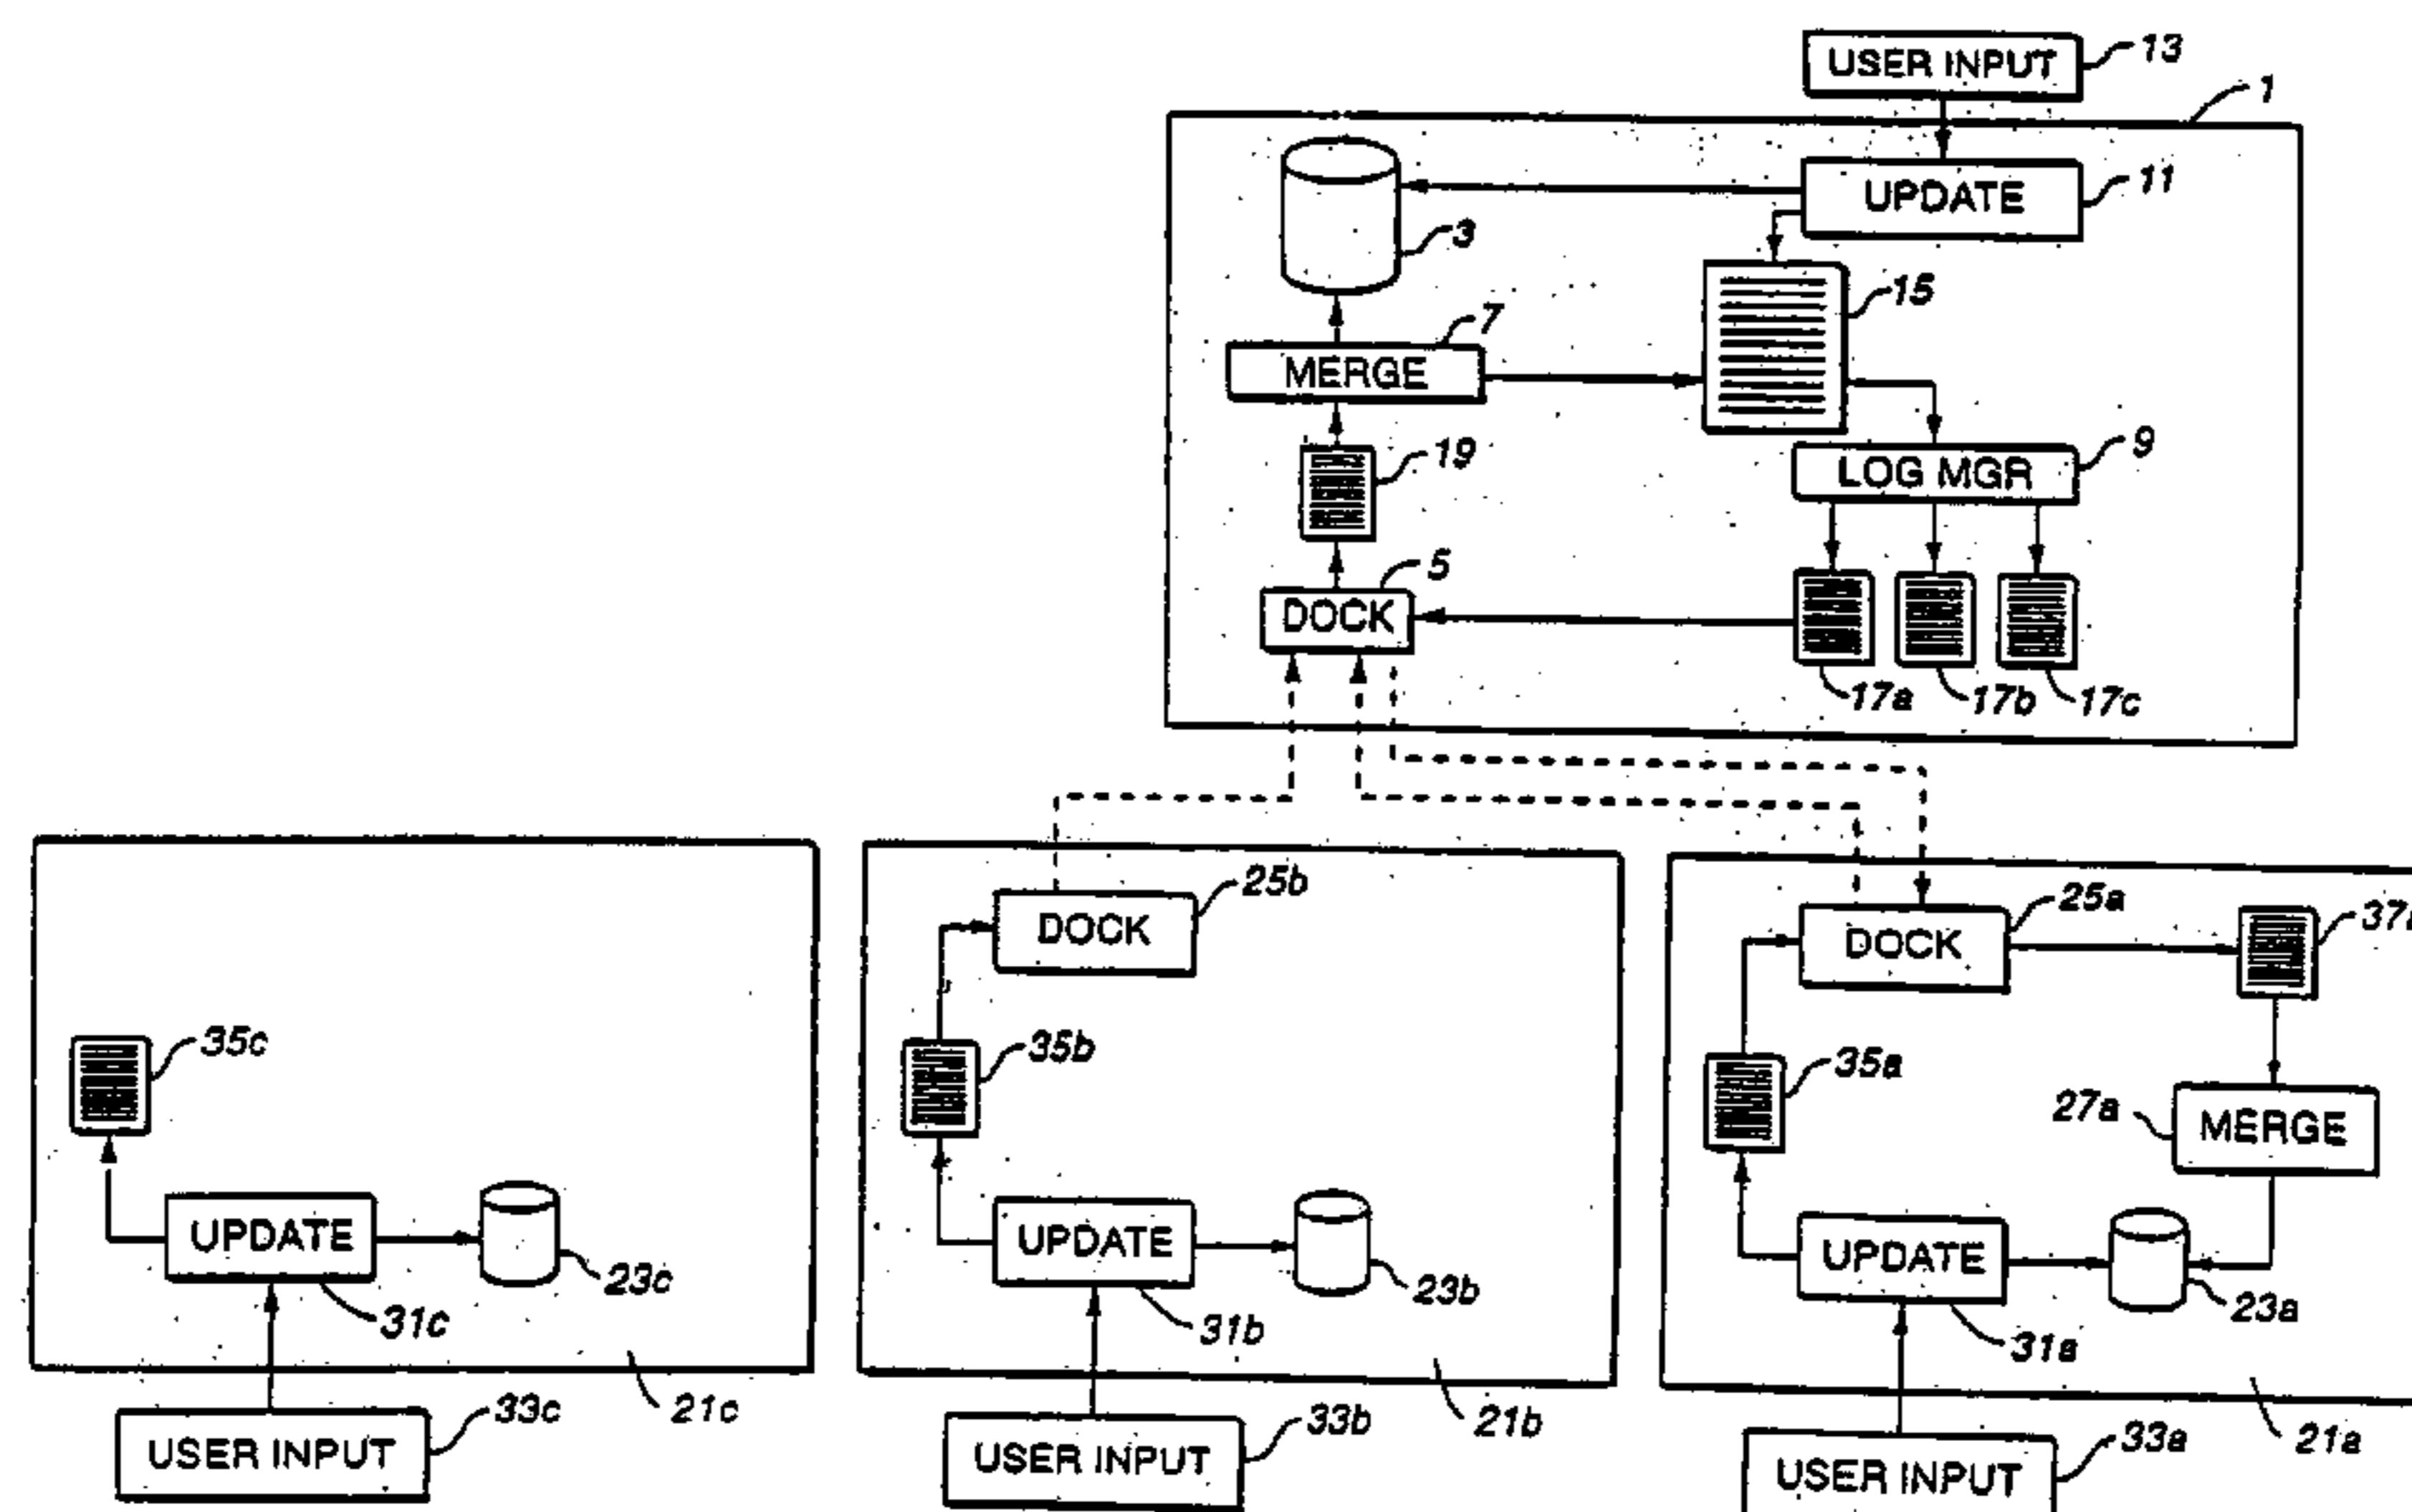 USER INPUT
13
1
UPDATE
11
3
15
7
MERGE
19
9
LOG MGR
5
DOCK
17a
17b
17c
25b
DOCK
25a
DOCK
35c
35b
35a
27a
MERGE
UPDATE
23c
31c
UPDATE
23b
31b
UPDATE
23a
31a
33c
21c
USER INPUT
33b
21b
USER INPUT
33a
21a
USER INPUT